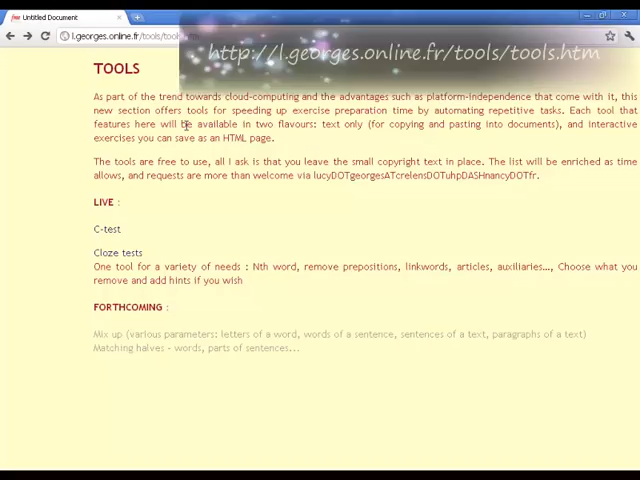 Untitled Document
l.georges.online.fr/tools/tools.htm
http://l.georges.online.fr/tools/tools.htm
TOOLS
As part of the trend towards cloud-computing and the advantages such as platform-independence that come with it, this
new section offers tools for speeding up exercise preparation time by automating repetitive tasks. Each tool that
features here will be available in two flavours: text only (for copying and pasting into documents), and interactive
exercises you can save as an HTML page.
The tools are free to use, all I ask is that you leave the small copyright text in place. The list will be enriched as time
allows, and requests are more than welcome via lucyDOTgeorgesATcrelensDOTuhpDASHnancyDOTfr.
LIVE :
C-test
Cloze tests
One tool for a variety of needs : Nth word, remove prepositions, linkwords, articles, auxiliaries..., Choose what you
remove and add hints if you wish
FORTHCOMING :
Mix up (various parameters: letters of a word, words of a sentence, sentences of a text, paragraphs of a text)
Matching halves - words, parts of sentences...